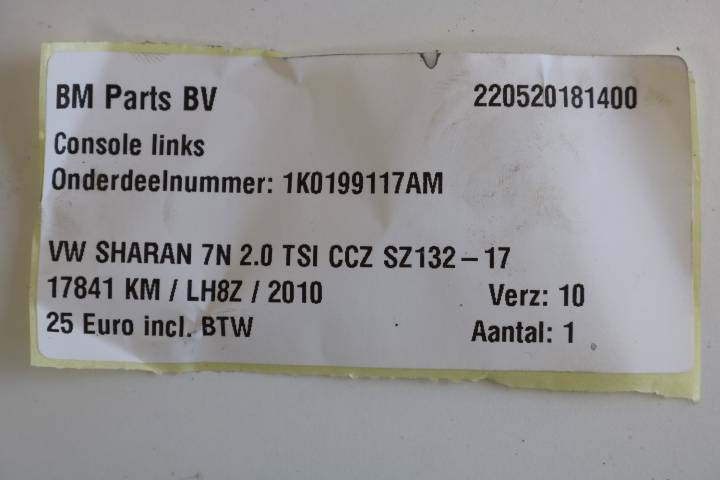 BM Parts BV 220520181400
Console links
Onderdeelnummer: 1K0199117AM
VW SHARAN 7N 2.0 TSI CCZ SZ132-17
17841 KM / LH8Z / 2010 Verz: 10
25 Euro incl. BTW Aantal: 1